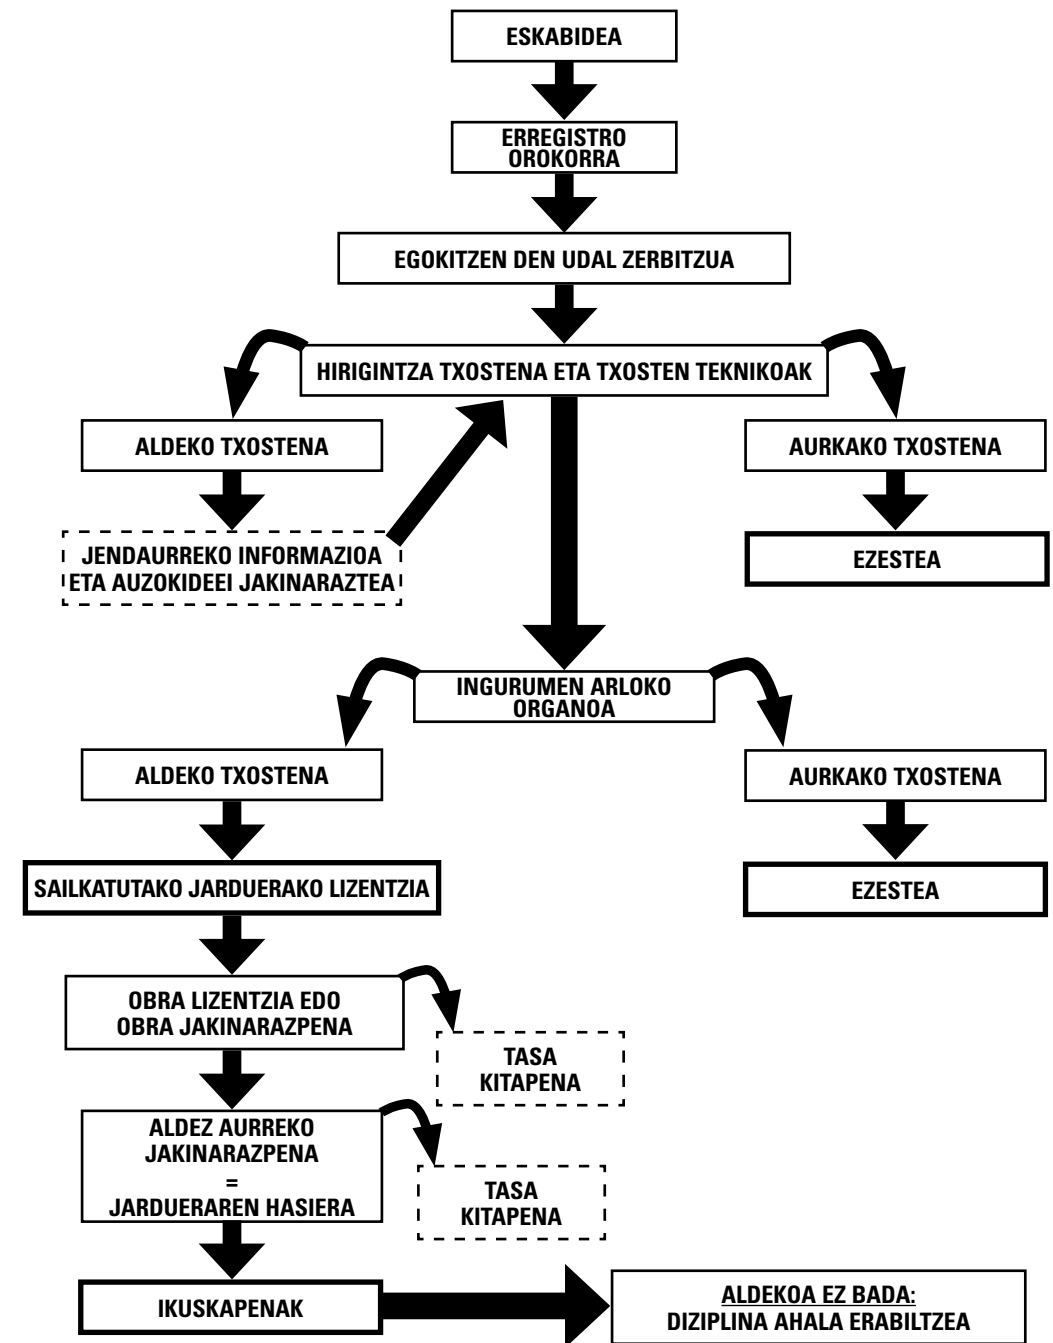 ESKABIDEA
ERREGISTRO
OROKORRA
EGOKITZEN DEN UDAL ZERBITZUA
HIRIGINTZA TXOSTENA ETA TXOSTEN TEKNIKOAK
ALDEKO TXOSTENA
AURKAKO TXOSTENA
JENDAURREKO INFORMAZIOA
ETA AUZOKIDEEI JAKINARAZTEA
EZESTEA
INGURUMEN ARLOKO
ORGANOA
ALDEKO TXOSTENA
AURKAKO TXOSTENA
SAILKATUTAKO JARDUERAKO LIZENTZIA
EZESTEA
OBRA LIZENTZIA EDO
OBRA JAKINARAZPENA
TASA
KITAPENA
ALDEZ AURREKO
JAKINARAZPENA
=
JARDUERAREN HASIERA
TASA
KITAPENA
IKUSKAPENAK
ALDEKOA EZ BADA:
DIZIPLINA AHALA ERABILTZEA